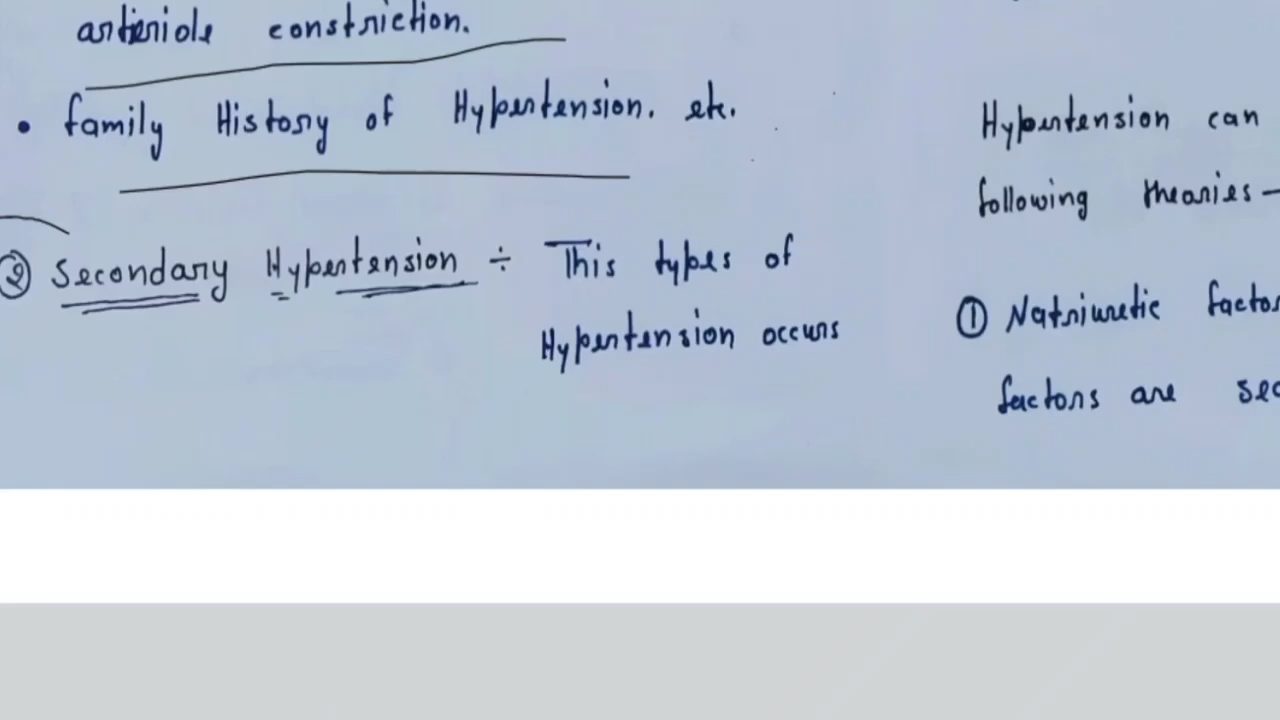 arteriole constriction.
• family History of Hypertension. etc.
② Secondary Hypertension ÷ This types of
Hypertension occurs
Hypertension can
following theories -
① Natriuretic factor
factors are sec